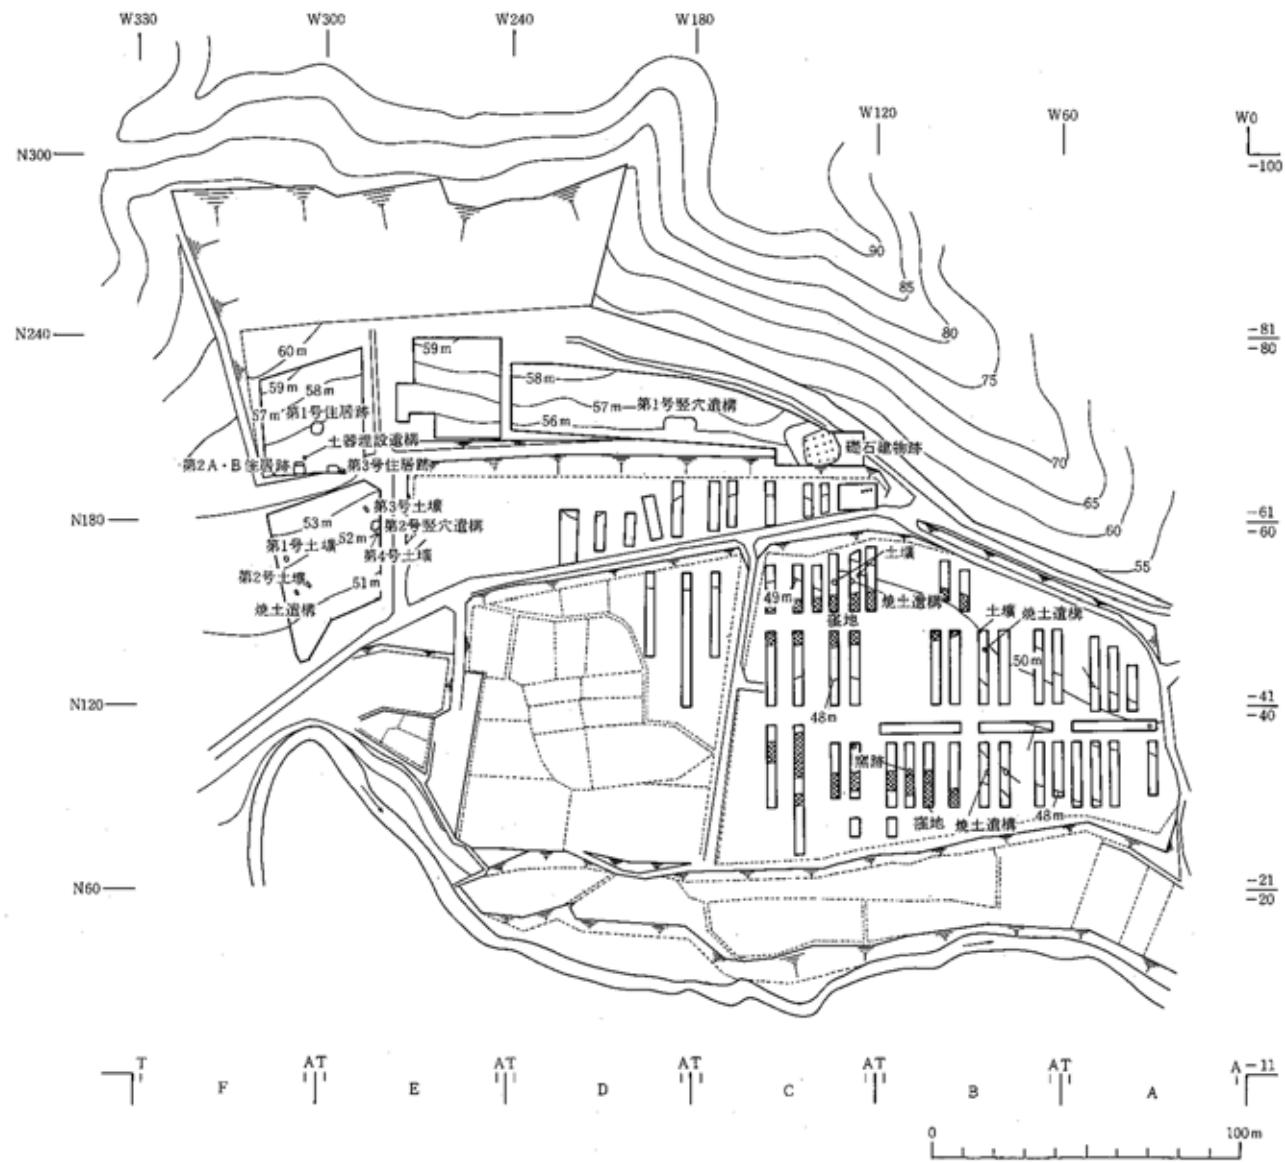 W330
W300
W240
W180
W120
W60
W0
N300
-100
90
85
80
N240
-81
-80
60m
59m
75
59m
58m
58m
57m
第1号住居跡
57m
第1号竪穴遺構
56m
土器埋設遺構
礎石建物跡
第2A・B住居跡
第3号住居跡
70
65
第3号土壙
N180
53m
第2号竪穴遺構
60
-61
-60
52m
第1号土壙
第4号土壙
土壙
55
第2号土壙
51m
49m
焼土遺構
焼土遺構
窪地
土壙
焼土遺構
50m
N120
-41
-40
48m
窯跡
窪地
焼土遺構
48m
N60
-21
-20
T
AT
AT
AT
AT
AT
A
-11
F
E
D
C
B
A
0
100m